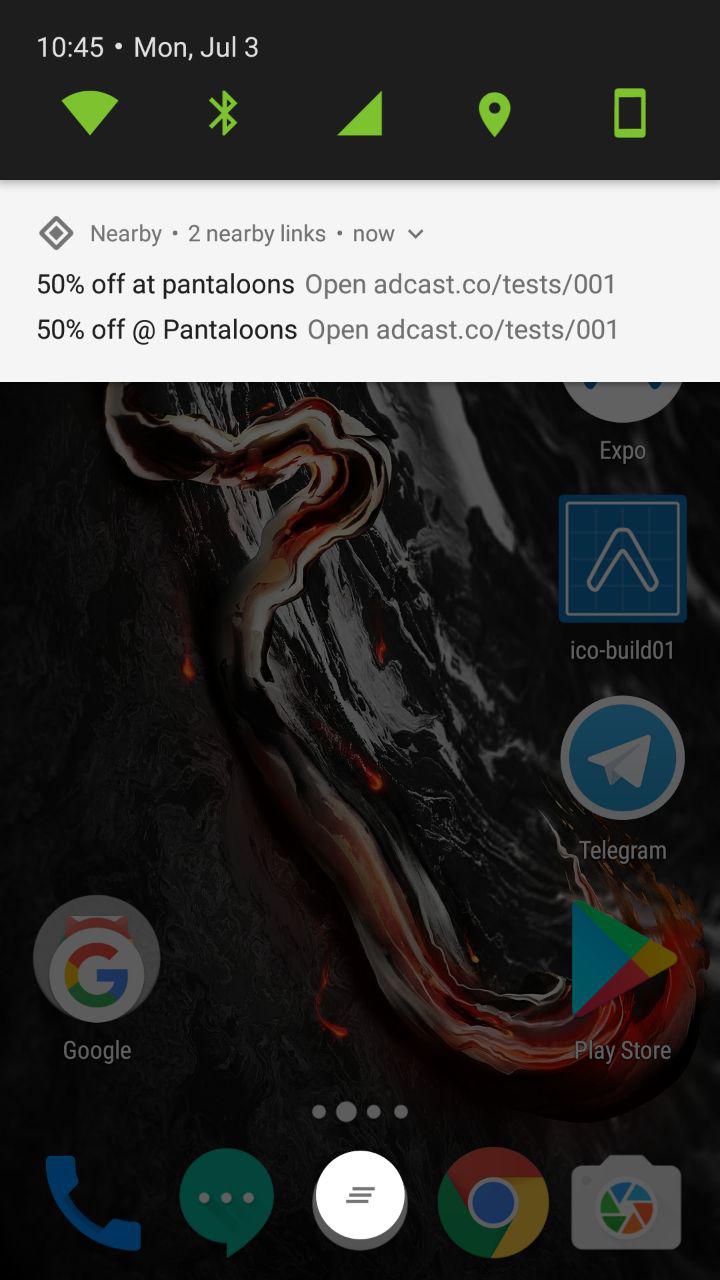 10:45 • Mon, Jul 3
Nearby • 2 nearby links • now
50% off at pantaloons Open adcast.co/tests/001
50% off @ Pantaloons Open adcast.co/tests/001
Expo
ico-build01
Telegram
Google
Play Store